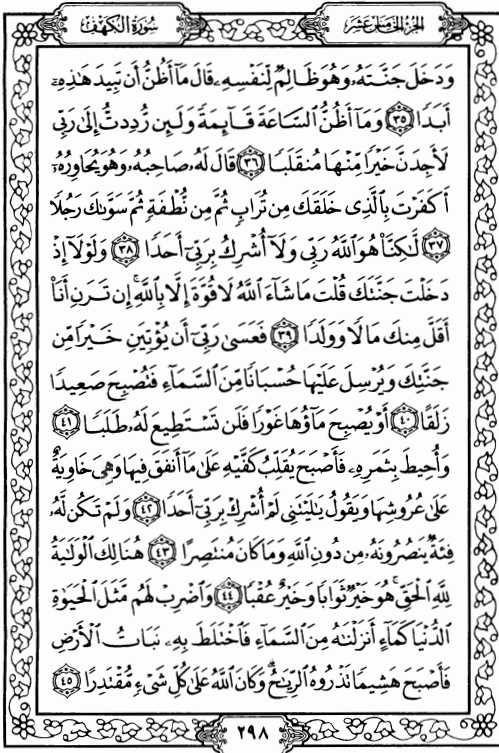 الجزء الخامس عشر
سورة الكهف
وَدَخَلَ جَنَّتَهُۥ وَهُوَ ظَالِمٌ لِّنَفْسِهِۦ قَالَ مَآ أَظُنُّ أَن تَبِيدَ هَٰذِهِۦٓ
أَبَدًا ٣٥ وَمَآ أَظُنُّ ٱلسَّاعَةَ قَآئِمَةً وَلَئِن رُّدِدتُّ إِلَىٰ رَبِّى
لَأَجِدَنَّ خَيْرًا مِّنْهَا مُنقَلَبًا ٣٦ قَالَ لَهُۥ صَاحِبُهُۥ وَهُوَ يُحَاوِرُهُۥٓ
أَكَفَرْتَ بِٱلَّذِى خَلَقَكَ مِن تُرَابٍ ثُمَّ مِن نُّطْفَةٍ ثُمَّ سَوَّىٰكَ رَجُلًا
٣٧ لَّٰكِنَّا۠ هُوَ ٱللَّهُ رَبِّى وَلَآ أُشْرِكُ بِرَبِّىٓ أَحَدًا ٣٨ وَلَوْلَآ إِذْ
دَخَلْتَ جَنَّتَكَ قُلْتَ مَا شَآءَ ٱللَّهُ لَا قُوَّةَ إِلَّا بِٱللَّهِ ۚ إِن تَرَنِ أَنَا۠
أَقَلَّ مِنكَ مَالًا وَوَلَدًا ٣٩ فَعَسَىٰ رَبِّىٓ أَن يُؤْتِيَنِ خَيْرًا مِّن
جَنَّتِكَ وَيُرْسِلَ عَلَيْهَا حُسْبَانًا مِّنَ ٱلسَّمَآءِ فَتُصْبِحَ صَعِيدًا
زَلَقًا ٤٠ أَوْ يُصْبِحَ مَآؤُهَا غَوْرًا فَلَن تَسْتَطِيعَ لَهُۥ طَلَبًا ٤١
وَأُحِيطَ بِثَمَرِهِۦ فَأَصْبَحَ يُقَلِّبُ كَفَّيْهِ عَلَىٰ مَآ أَنفَقَ فِيهَا وَهِىَ خَاوِيَةٌ
عَلَىٰ عُرُوشِهَا وَيَقُولُ يَٰلَيْتَنِى لَمْ أُشْرِكْ بِرَبِّىٓ أَحَدًا ٤٢ وَلَمْ تَكُن لَّهُۥ
فِئَةٌ يَنصُرُونَهُۥ مِن دُونِ ٱللَّهِ وَمَا كَانَ مُنتَصِرًا ٤٣ هُنَالِكَ ٱلْوَلَٰيَةُ
لِلَّهِ ٱلْحَقِّ ۚ هُوَ خَيْرٌ ثَوَابًا وَخَيْرٌ عُقْبًا ٤٤ وَٱضْرِبْ لَهُم مَّثَلَ ٱلْحَيَوٰةِ
ٱلدُّنْيَا كَمَآءٍ أَنزَلْنَٰهُ مِنَ ٱلسَّمَآءِ فَٱخْتَلَطَ بِهِۦ نَبَاتُ ٱلْأَرْضِ
فَأَصْبَحَ هَشِيمًا تَذْرُوهُ ٱلرِّيَٰحُ ۗ وَكَانَ ٱللَّهُ عَلَىٰ كُلِّ شَىْءٍ مُّقْتَدِرًا ٤٥
٢٩٨